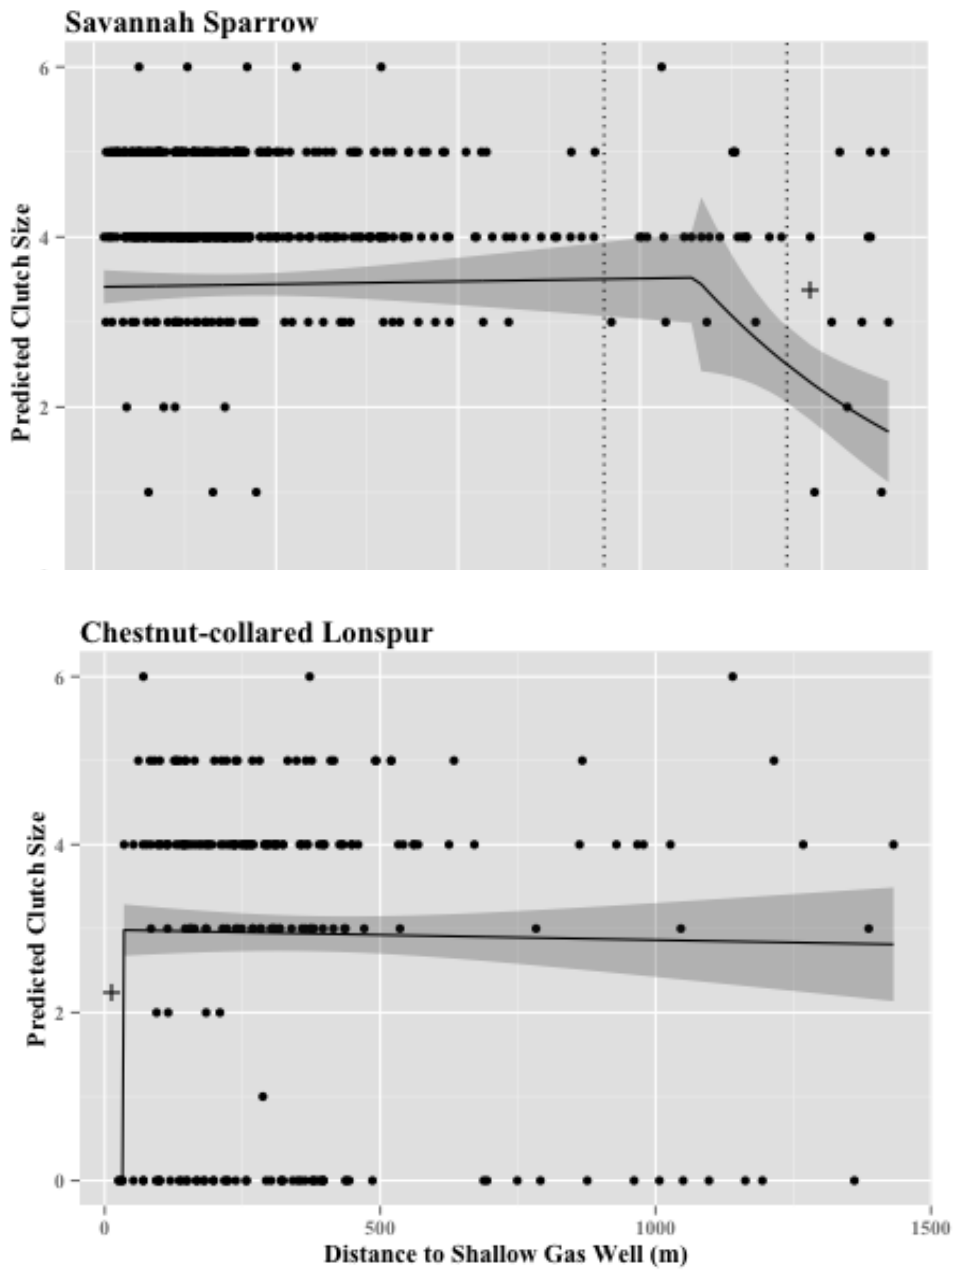 Savannah Sparrow
6
4
2
Predicted Clutch Size
Chestnut-collared Lonspur
6
4
2
0
Predicted Clutch Size
0 500 1000 1500
Distance to Shallow Gas Well (m)